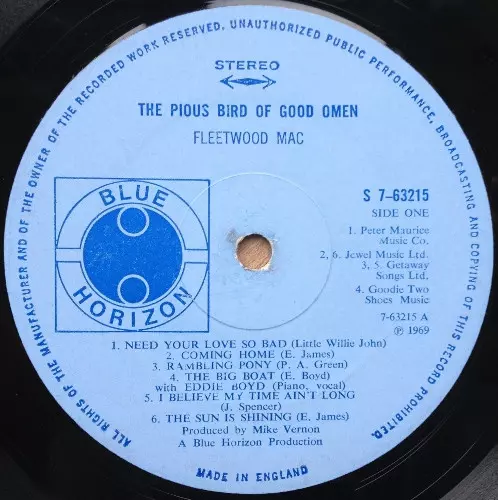 ALL RIGHTS OF THE MANUFACTURER AND OF THE OWNER OF THE RECORDED WORK RESERVED. UNAUTHORIZED PUBLIC PERFORMANCE, BROADCASTING AND COPYING OF THIS RECORD PROHIBITED.
STEREO
THE PIOUS BIRD OF GOOD OMEN
FLEETWOOD MAC
BLUE
HORIZON
S 7-63215
SIDE ONE
1. Peter Maurice
Music Co.
2, 6. Jewel Music Ltd.
3, 5. Getaway
Songs Ltd.
4. Goodie Two
Shoes Music
7-63215 A
℗ 1969
1. NEED YOUR LOVE SO BAD (Little Willie John)
2. COMING HOME (E. James)
3. RAMBLING PONY (P. A. Green)
4. THE BIG BOAT (E. Boyd)
with EDDIE BOYD (Piano, vocal)
5. I BELIEVE MY TIME AIN'T LONG
(J. Spencer)
6. THE SUN IS SHINING (E. James)
Produced by Mike Vernon
A Blue Horizon Production
MADE IN ENGLAND